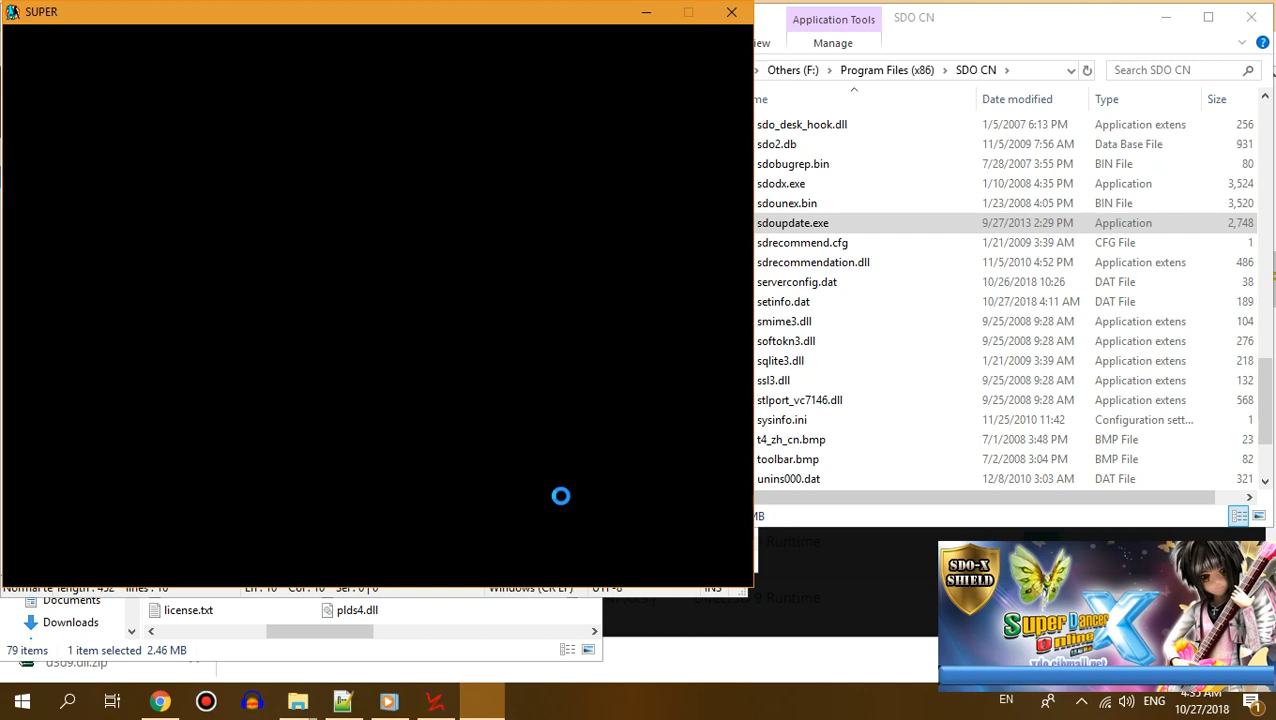 SUPER
Application Tools
SDO CN
View
Manage
Others (F:) > Program Files (x86) > SDO CN >
Search SDO CN
Date modified
Type
Size
sdo_desk_hook.dll 1/5/2007 6:13 PM Application extens 256
sdo2.db 11/5/2009 7:56 AM Data Base File 931
sdobugrep.bin 7/28/2007 3:55 PM BIN File 80
sdodx.exe 1/10/2008 4:35 PM Application 3,524
sdounex.bin 1/23/2008 4:05 PM BIN File 3,520
sdoupdate.exe 9/27/2013 2:29 PM Application 2,748
sdrecommend.cfg 1/21/2009 3:39 AM CFG File 1
sdrecommendation.dll 11/5/2010 4:52 PM Application extens 486
serverconfig.dat 10/26/2018 10:26 DAT File 38
setinfo.dat 10/27/2018 4:11 AM DAT File 189
smime3.dll 9/25/2008 9:28 AM Application extens 104
softokn3.dll 9/25/2008 9:28 AM Application extens 276
sqlite3.dll 1/21/2009 3:39 AM Application extens 218
ssl3.dll 9/25/2008 9:28 AM Application extens 132
stlport_vc7146.dll 9/25/2008 9:28 AM Application extens 568
sysinfo.ini 11/25/2010 11:42 Configuration sett... 1
t4_zh_cn.bmp 7/1/2008 3:48 PM BMP File 23
toolbar.bmp 7/2/2008 3:04 PM BMP File 82
unins000.dat 12/8/2010 3:03 AM DAT File 321
MB
9 Runtime
9 Runtime
SDO-X
SHIELD
Super Dancer
Online X
xdo.clbmail.net
Documents
license.txt
plds4.dll
Downloads
79 items 1 item selected 2.46 MB
d3d9.dll.zip
EN
ENG
4:35 AM
10/27/2018